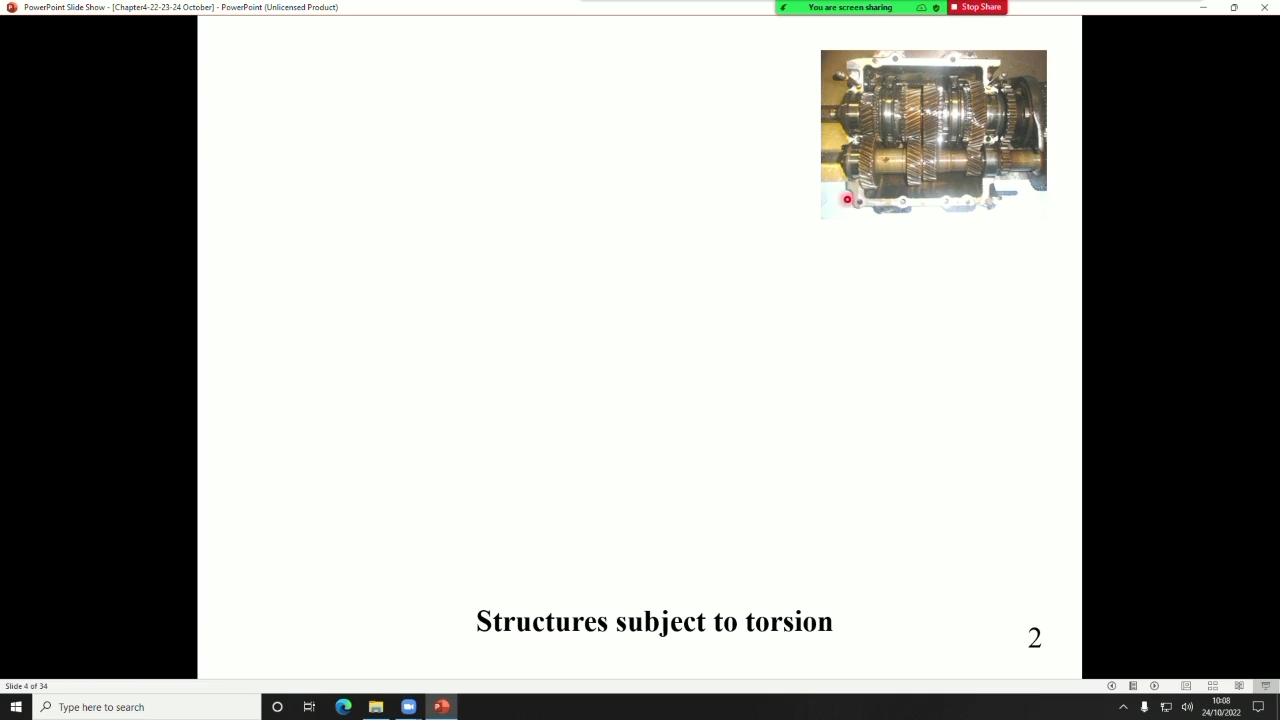 PowerPoint Slide Show - [Chapter4-22-23-24 October] - PowerPoint (Unlicensed Product)
You are screen sharing
Stop Share
Structures subject to torsion
2
Slide 4 of 34
Type here to search
10:08
24/10/2022